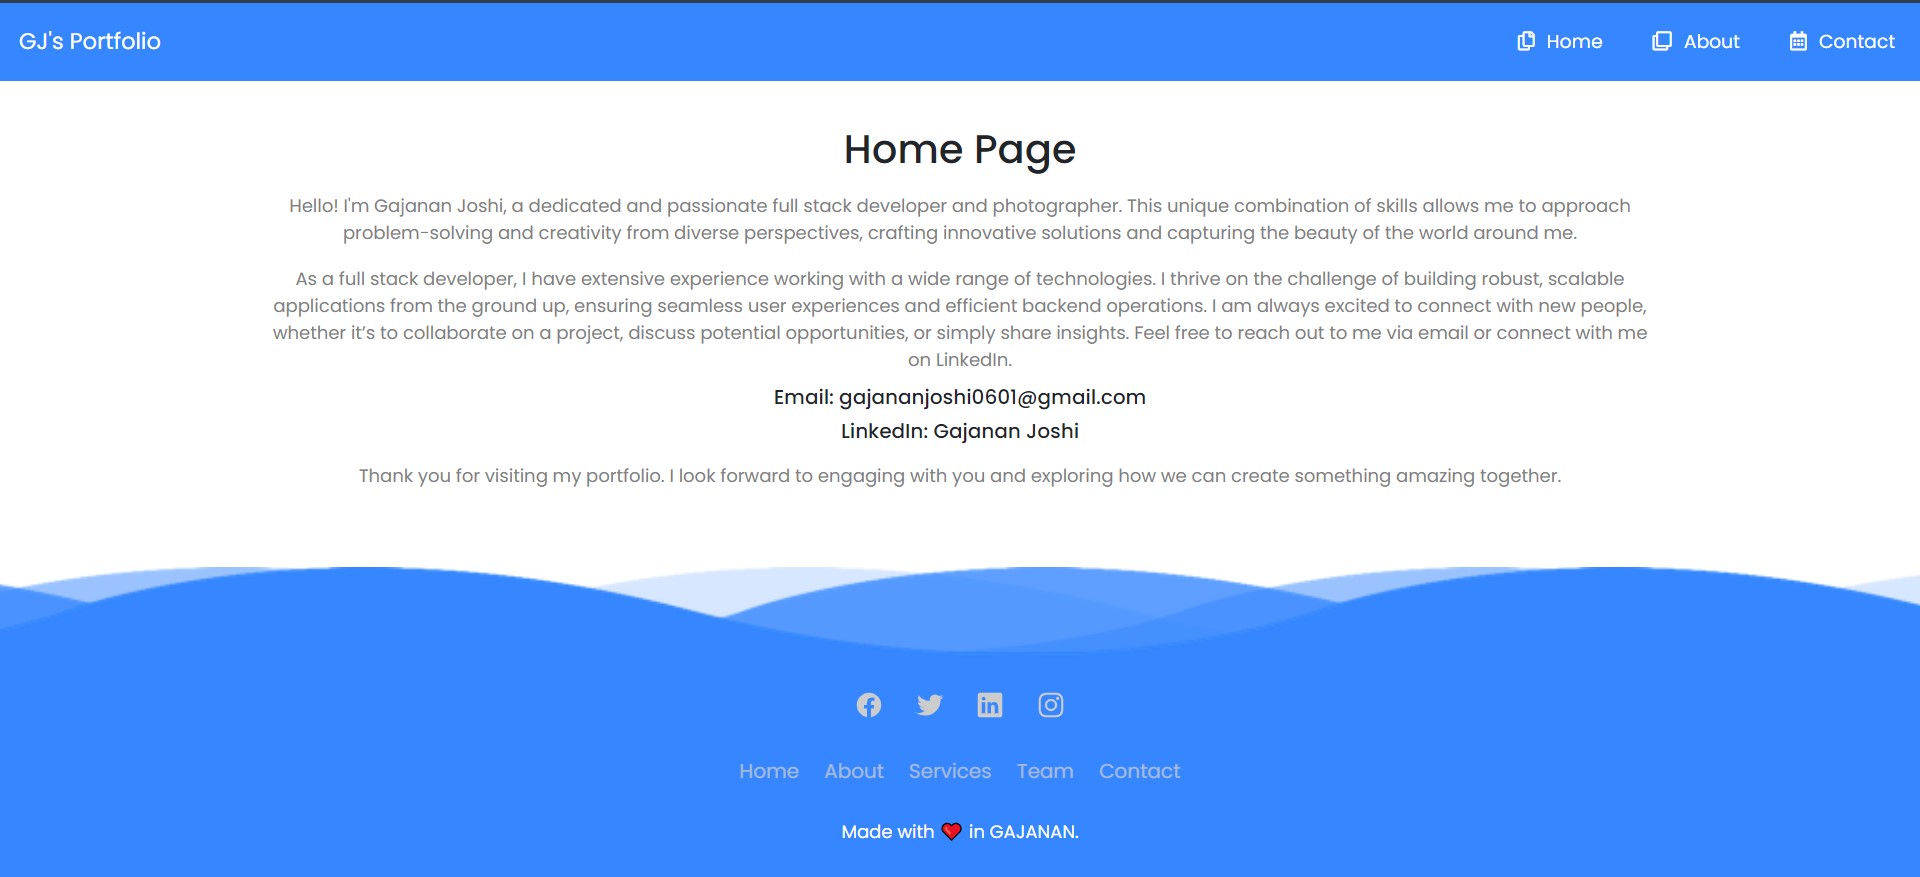 GJ's Portfolio
Home
About
Contact
Home Page
Hello! I'm Gajanan Joshi, a dedicated and passionate full stack developer and photographer. This unique combination of skills allows me to approach
problem-solving and creativity from diverse perspectives, crafting innovative solutions and capturing the beauty of the world around me.
As a full stack developer, I have extensive experience working with a wide range of technologies. I thrive on the challenge of building robust, scalable
applications from the ground up, ensuring seamless user experiences and efficient backend operations. I am always excited to connect with new people,
whether it’s to collaborate on a project, discuss potential opportunities, or simply share insights. Feel free to reach out to me via email or connect with me
on LinkedIn.
Email: gajananjoshi0601@gmail.com
LinkedIn: Gajanan Joshi
Thank you for visiting my portfolio. I look forward to engaging with you and exploring how we can create something amazing together.
Home About Services Team Contact
Made with ❤️ in GAJANAN.